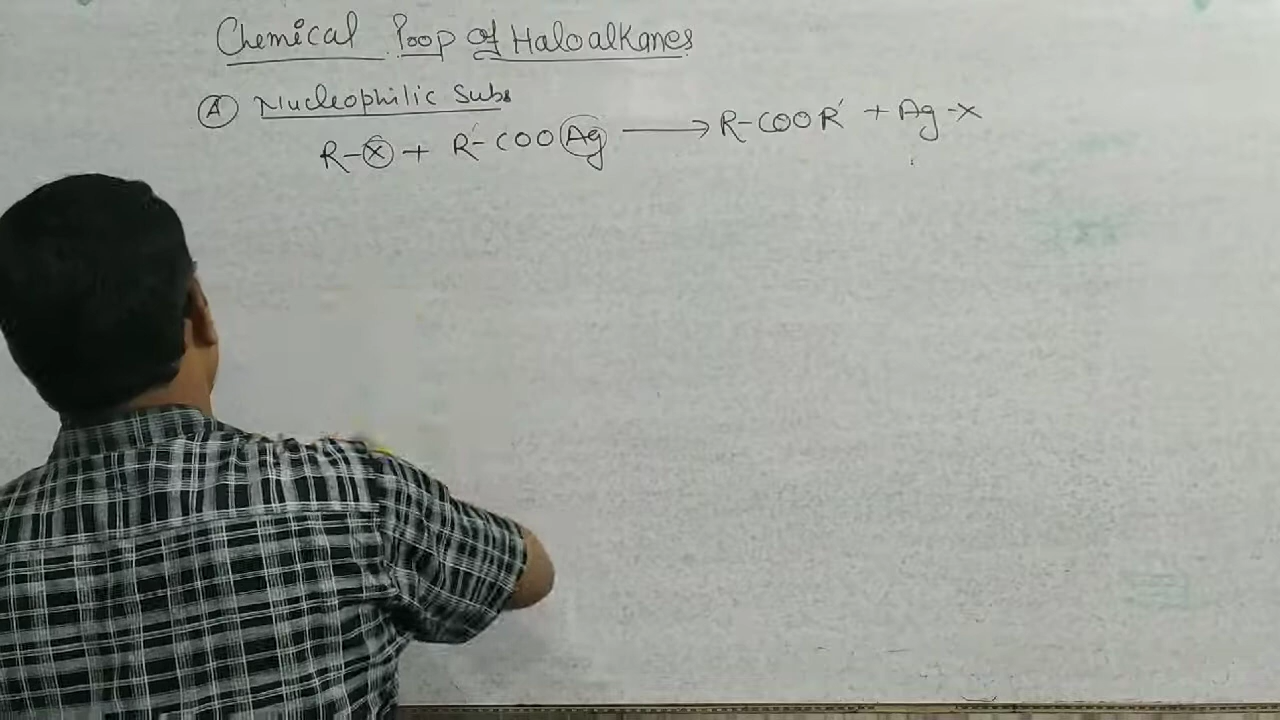 Chemical Poop of Haloalkanes
(A) Nucleophilic Subs
R-X + R'-COOAg ⟶ R-COOR' + Ag-X